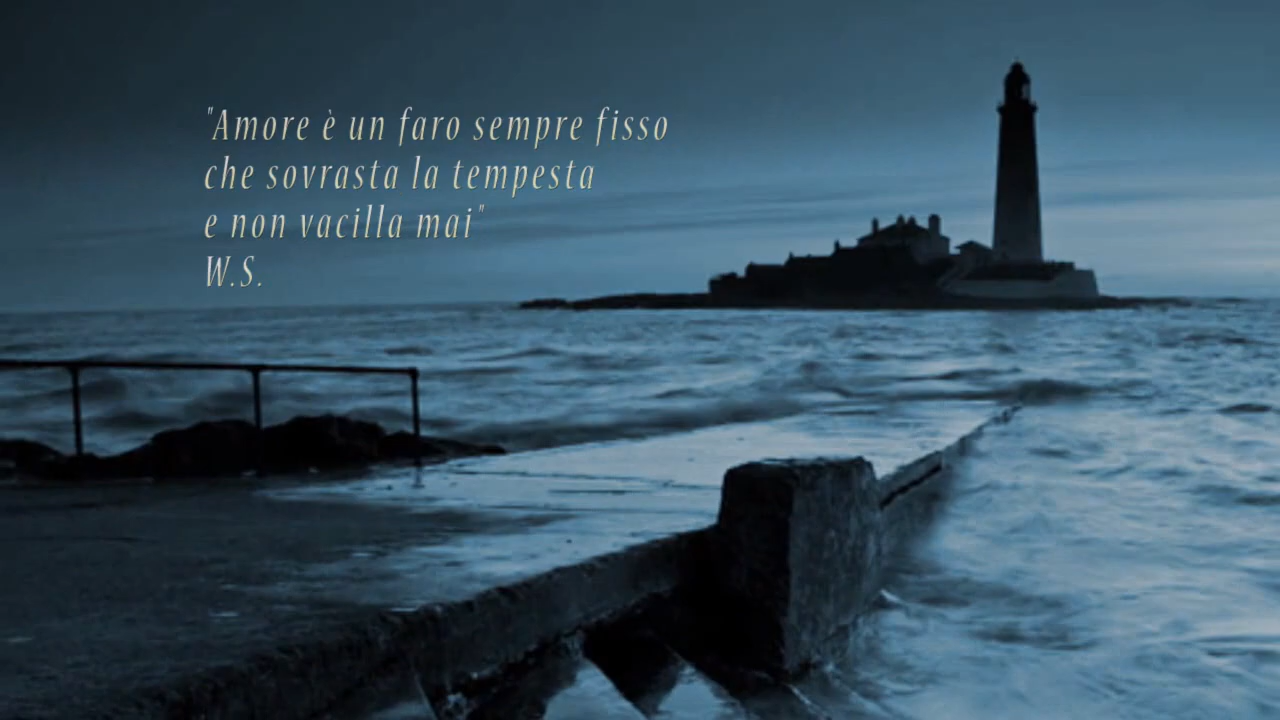 "Amore è un faro sempre fisso
che sovrasta la tempesta
e non vacilla mai"
W.S.